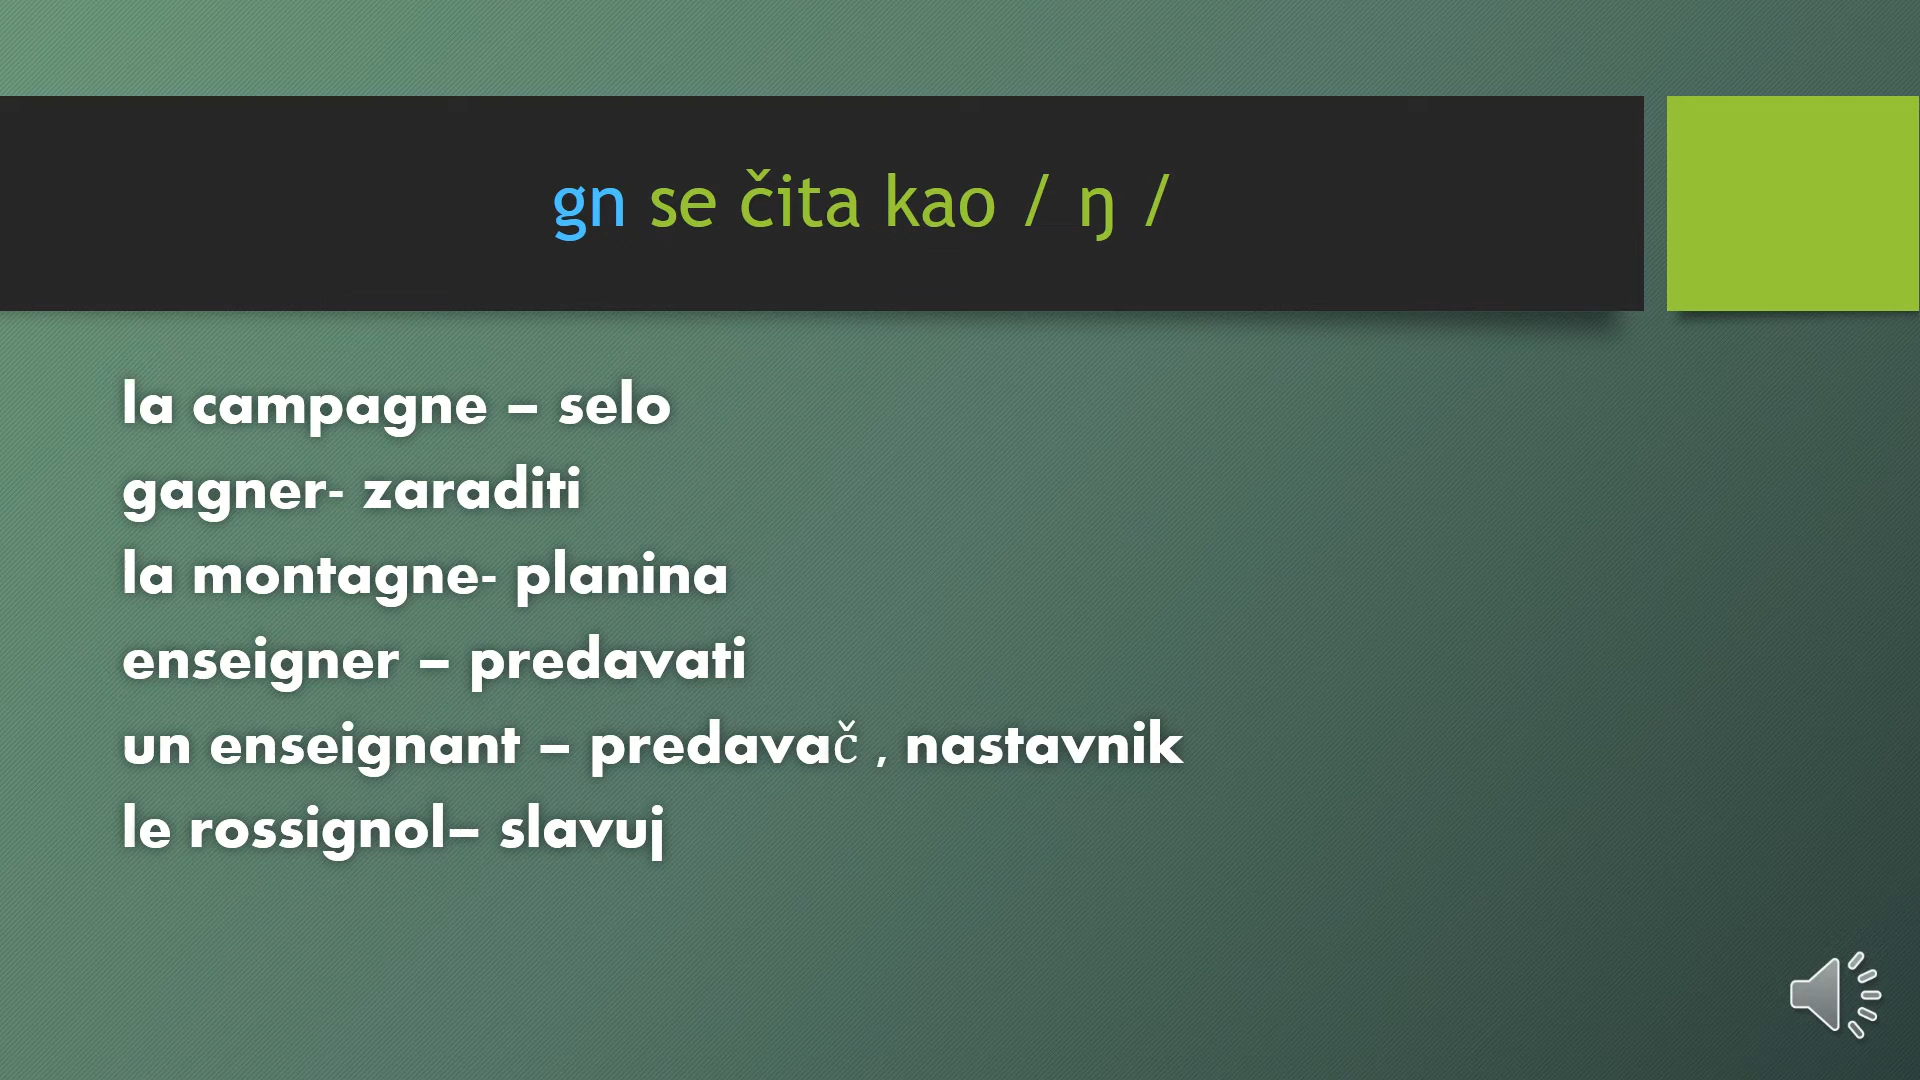 gn se čita kao / ŋ /
la campagne – selo
gagner- zaraditi
la montagne- planina
enseigner – predavati
un enseignant – predavač , nastavnik
le rossignol– slavuj